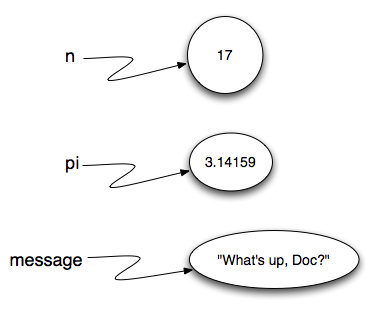 n
17
pi
3.14159
message
"What's up, Doc?"